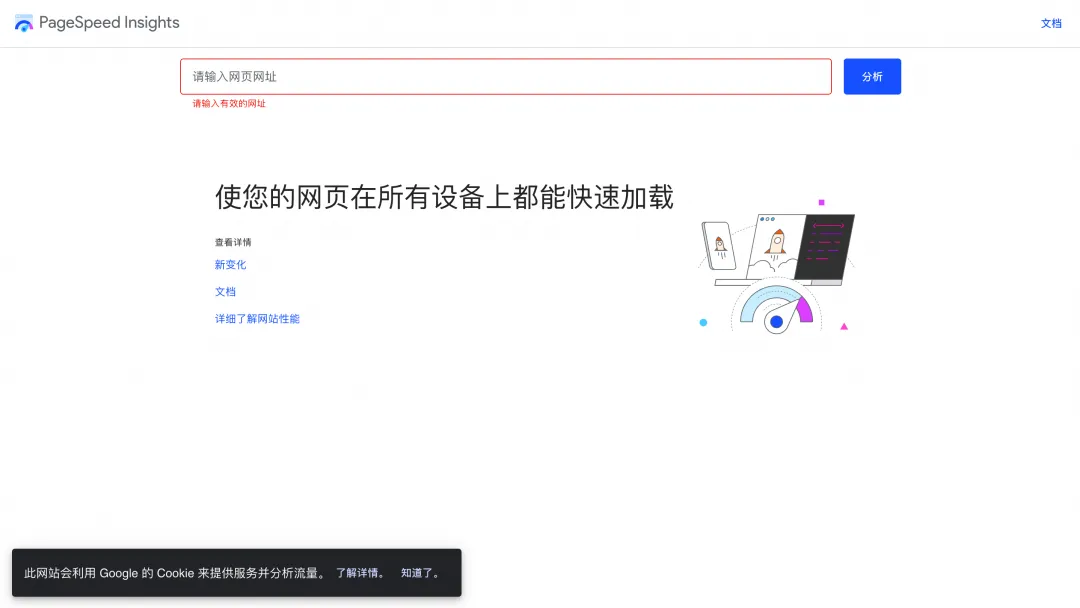 PageSpeed Insights
文档
请输入网页网址
分析
请输入有效的网址
使您的网页在所有设备上都能快速加载
查看详情
新变化
文档
详细了解网站性能
此网站会利用 Google 的 Cookie 来提供服务并分析流量。 了解详情。 知道了。